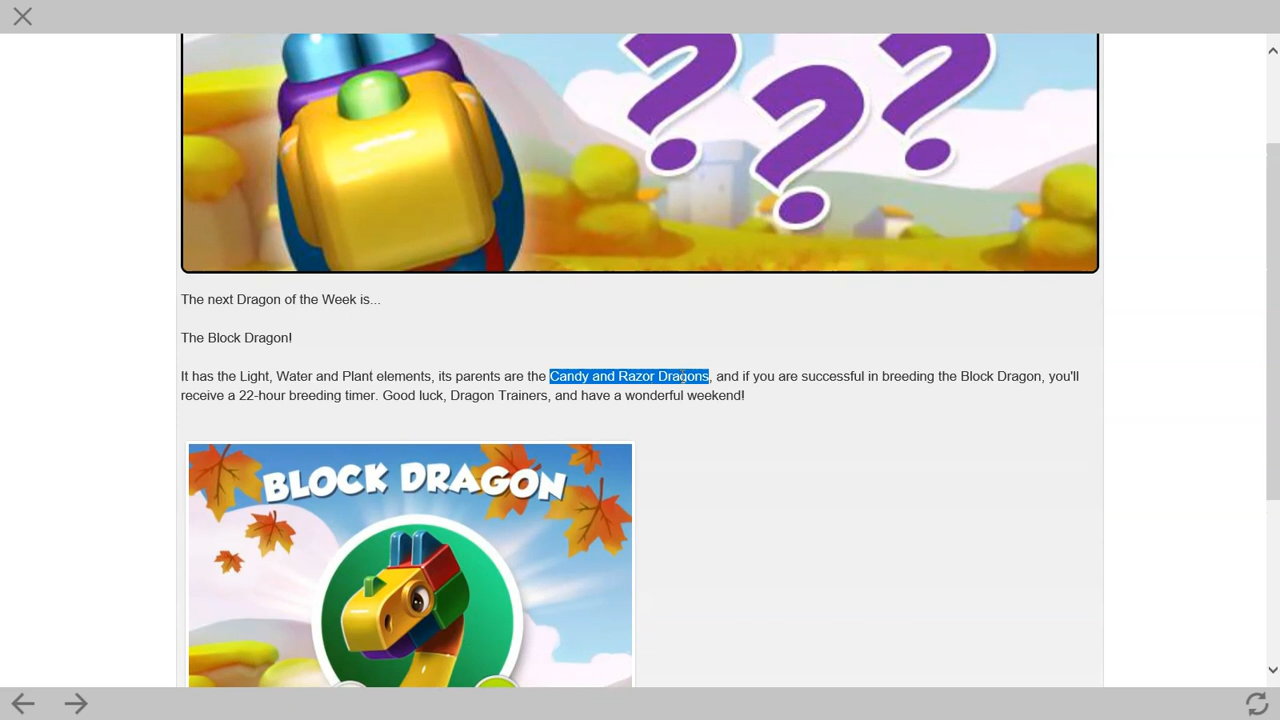 ???
The next Dragon of the Week is...
The Block Dragon!
It has the Light, Water and Plant elements, its parents are the Candy and Razor Dragons, and if you are successful in breeding the Block Dragon, you'll
receive a 22-hour breeding timer. Good luck, Dragon Trainers, and have a wonderful weekend!
BLOCK DRAGON